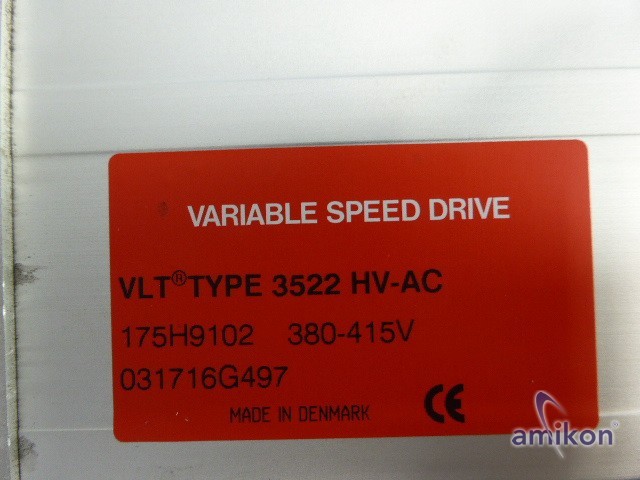 VARIABLE SPEED DRIVE
VLT® TYPE 3522 HV-AC
175H9102 380-415V
031716G497
MADE IN DENMARK CE
amikon®